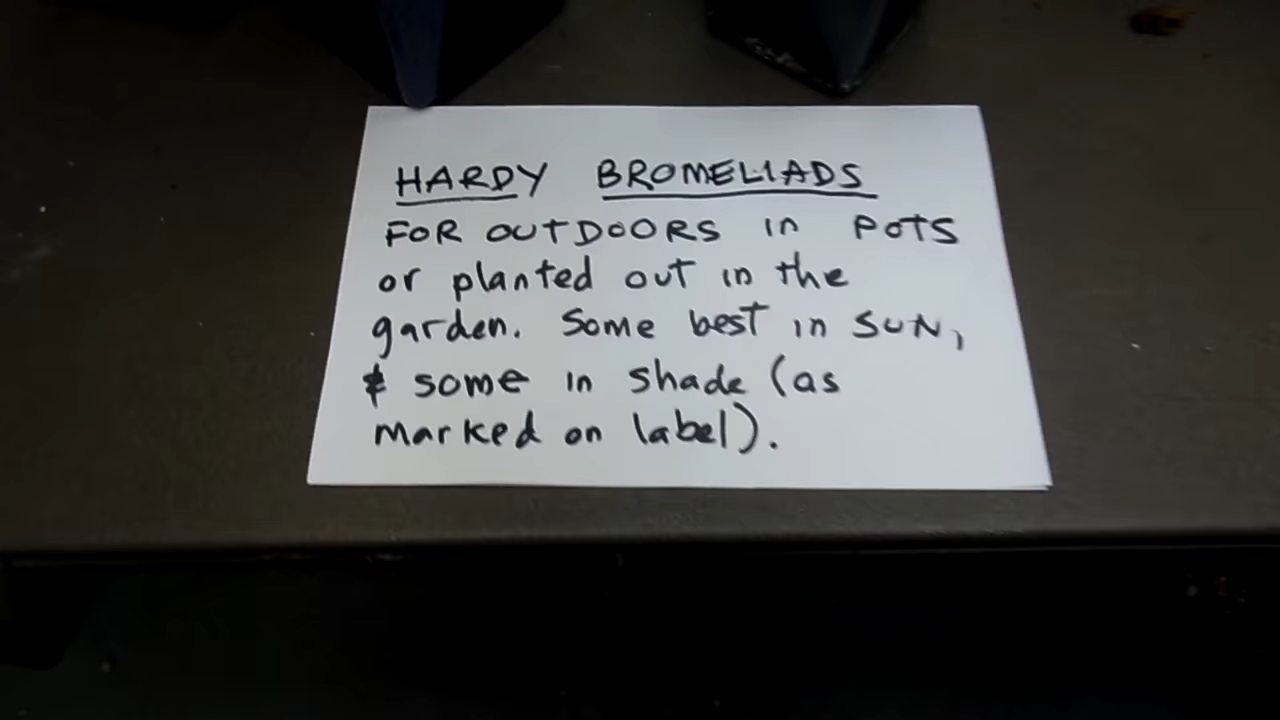 HARDY BROMELIADS
FOR OUTDOORS in POTS
or planted out in the
garden. Some best in SUN,
& some in shade (as
marked on label).